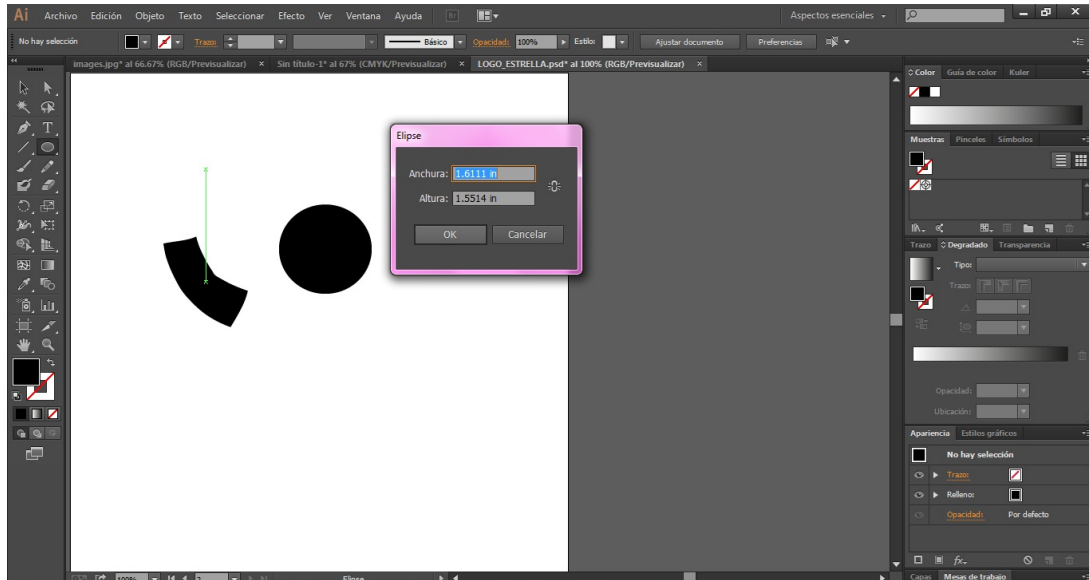 Ai Archivo Edición Objeto Texto Seleccionar Efecto Ver Ventana Ayuda Br Aspectos esenciales
No hay selección Trazo: Básico Opacidad: 100% Estilo: Ajustar documento Preferencias
images.jpg* al 66.67% (RGB/Previsualizar) × Sin título-1* al 67% (CMYK/Previsualizar) × LOGO_ESTRELLA.psd* al 100% (RGB/Previsualizar) ×
Color Guía de color Kuler
Elipse
Anchura: 1.6111 in
Altura: 1.5514 in
OK Cancelar
Muestras Pinceles Símbolos
Trazo Degradado Transparencia
Tipo:
Trazo:
Opacidad:
Ubicación:
Apariencia Estilos gráficos
No hay selección
Trazo:
Relleno:
Opacidad: Por defecto
fx
100% 2 Elipse
Capas Mesas de trabajo